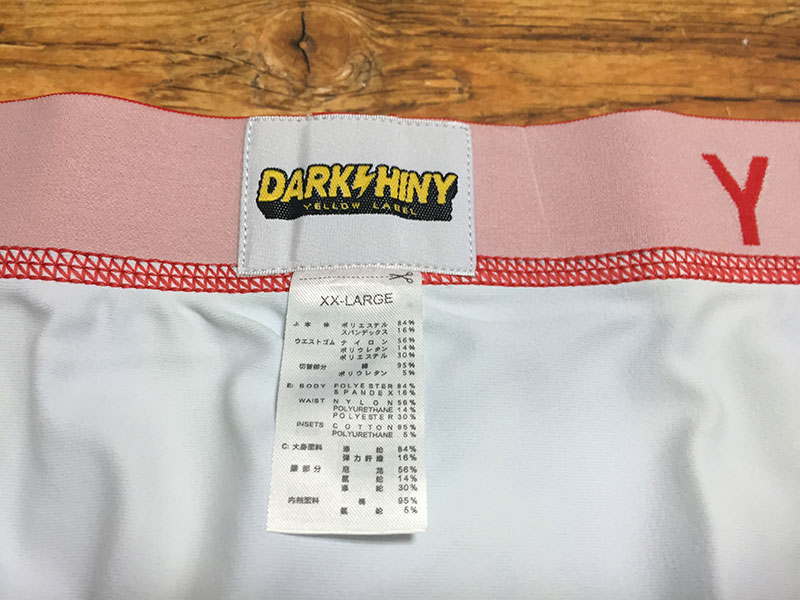 DARKSHINY
YELLOW LABEL
Y
XX-LARGE
J: 本 体 ポリエステル 84%
スパンデックス 16%
ウエストゴム ナイロン 56%
ポリウレタン 14%
ポリエステル 30%
切替部分 綿 95%
ポリウレタン 5%
E: BODY POLYESTER 84%
SPANDEX 16%
WAIST NYLON 56%
POLYURETHANE 14%
POLYESTER 30%
INSETS COTTON 95%
POLYURETHANE 5%
C: 大身面料 涤 纶 84%
弹力纤维 16%
腰部分 尼 龙 56%
氨 纶 14%
涤 纶 30%
内裆面料 棉 95%
氨 纶 5%